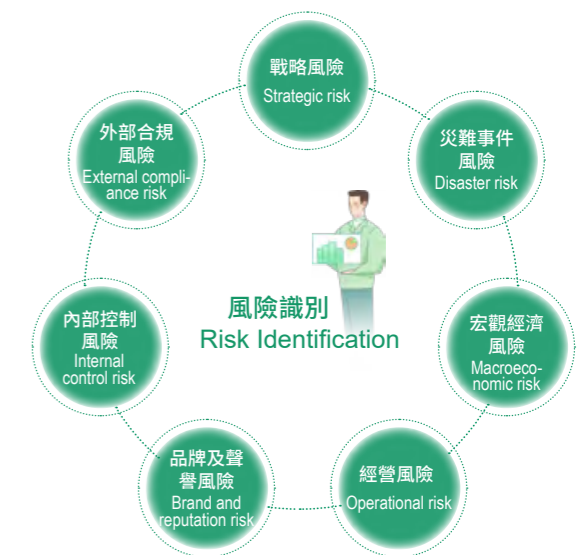 戰略風險
Strategic risk
災難事件
風險
Disaster risk
宏觀經濟
風險
Macroeco-
nomic risk
經營風險
Operational risk
品牌及聲
譽風險
Brand and
reputation risk
內部控制
風險
Internal
control risk
外部合規
風險
External compli-
ance risk
風險識別
Risk Identification